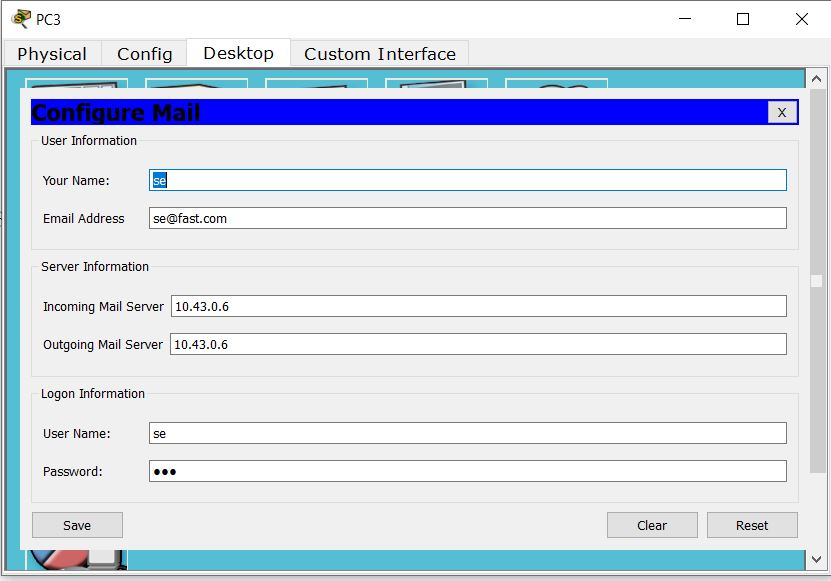 PC3
Physical Config Desktop Custom Interface
Configure Mail X
User Information
Your Name: se
Email Address se@fast.com
Server Information
Incoming Mail Server 10.43.0.6
Outgoing Mail Server 10.43.0.6
Logon Information
User Name: se
Password: ●●●
Save Clear Reset